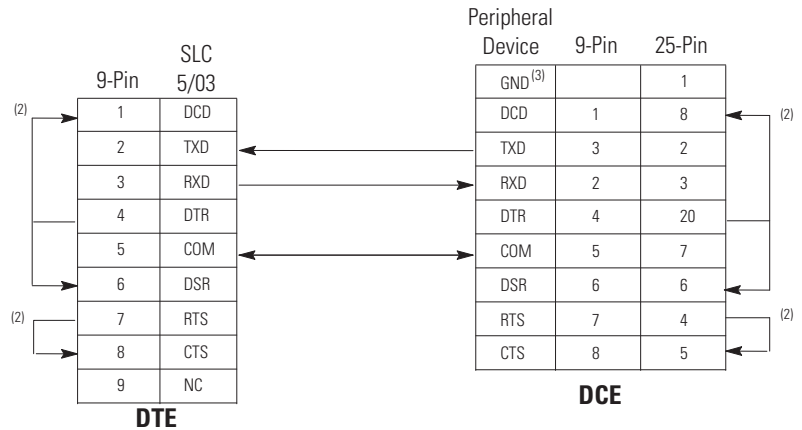 Peripheral
Device 9-Pin 25-Pin
SLC
9-Pin 5/03
GND(3) 1
(2) 1 DCD
DCD 1 8 (2)
2 TXD
TXD 3 2
3 RXD
RXD 2 3
4 DTR
DTR 4 20
5 COM
COM 5 7
6 DSR
DSR 6 6
(2) 7 RTS
RTS 7 4 (2)
8 CTS
CTS 8 5
9 NC
DCE
DTE